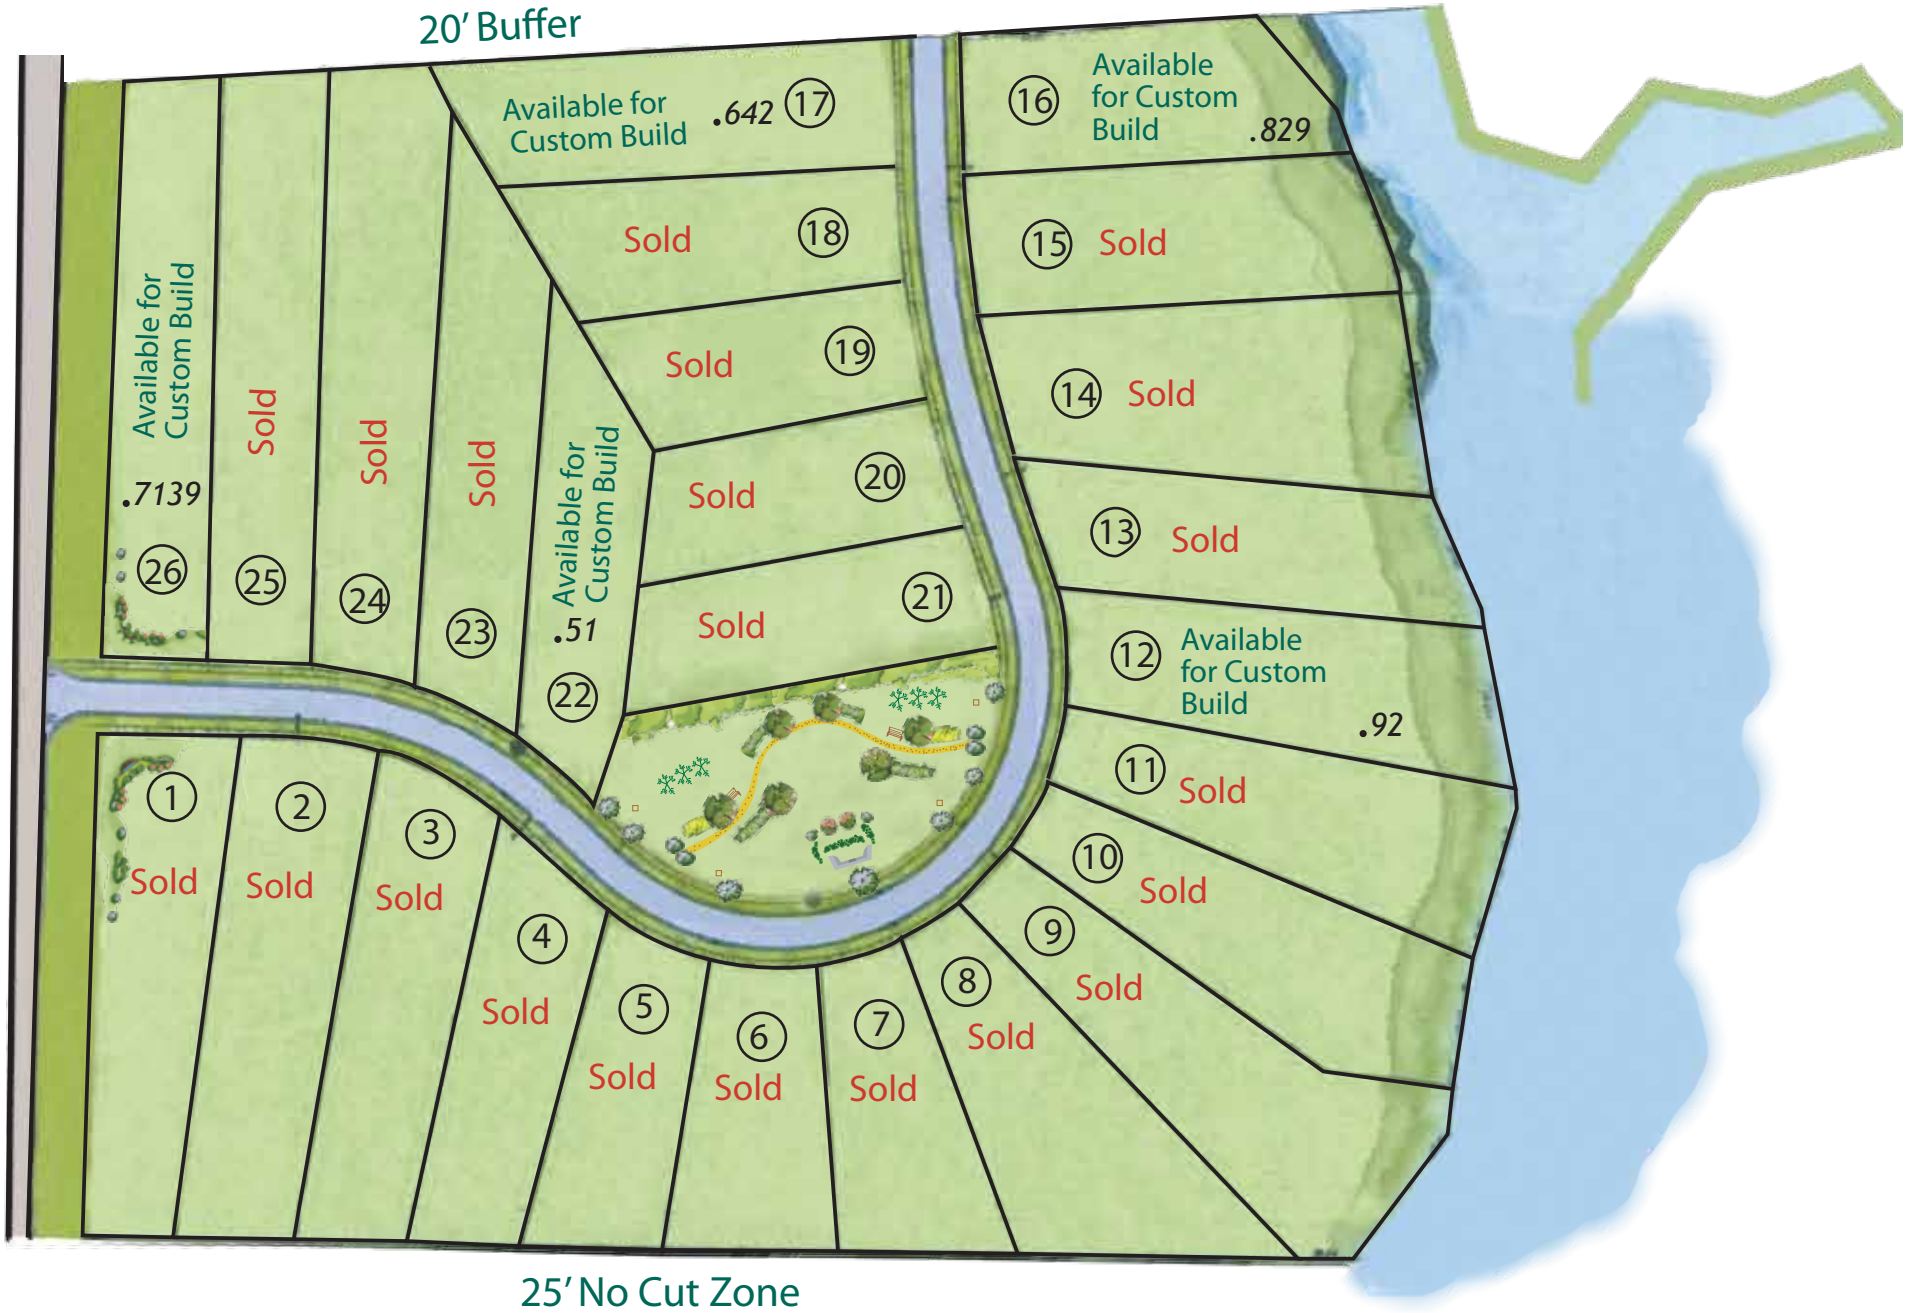 20' Buffer
Available for
Custom Build
.642
17
16
Available
for Custom
Build
.829
Sold
18
15
Sold
Sold
19
14
Sold
Sold
20
13
Sold
Sold
21
12
Available
for Custom
Build
.92
Available for
Custom Build
.7139
26
Sold
25
Sold
24
Sold
23
Available for
Custom Build
.51
22
11
Sold
10
Sold
9
Sold
8
Sold
1
Sold
2
Sold
3
Sold
4
Sold
5
Sold
6
Sold
7
Sold
25' No Cut Zone